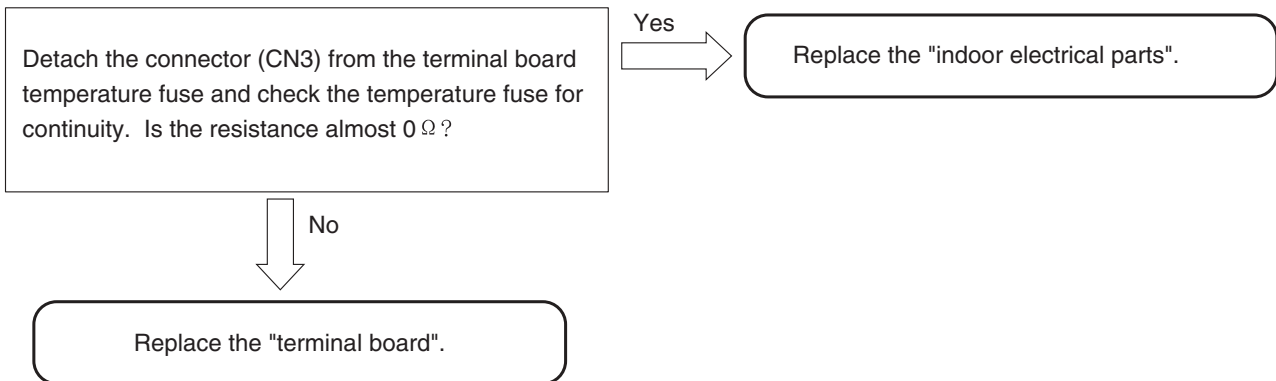 Yes
Detach the connector (CN3) from the terminal board
temperature fuse and check the temperature fuse for
continuity.  Is the resistance almost 0 Ω ?
Replace the "indoor electrical parts".
No
Replace the "terminal board".